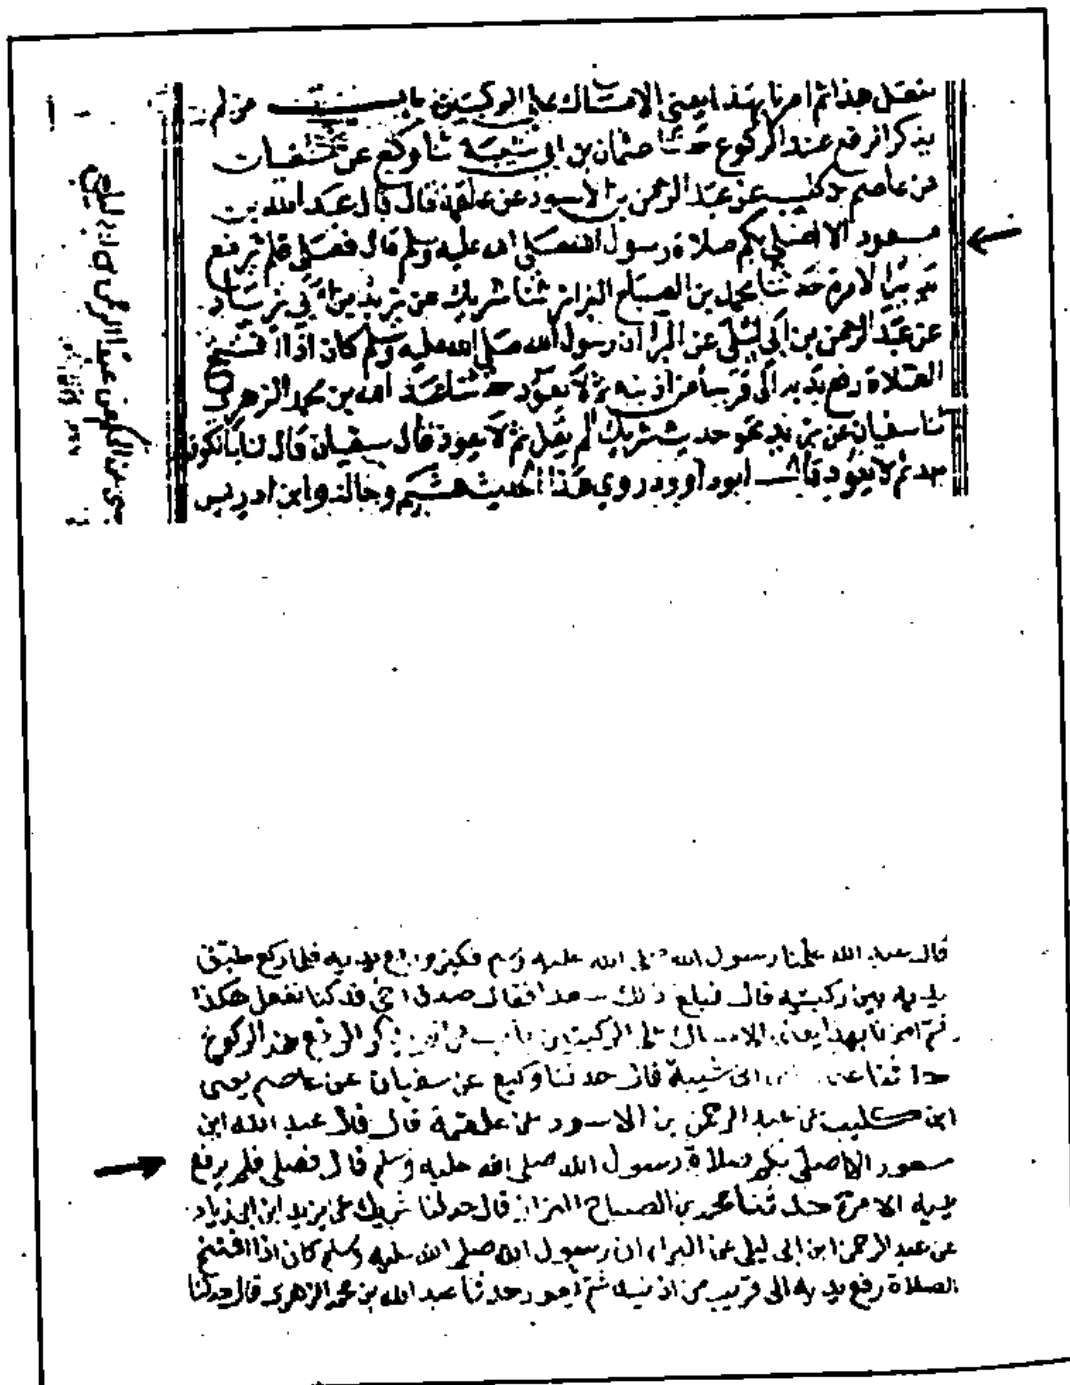 نفعل هذا ثم امرنا بهذا يعني الامساك على الركبتين باب من لم
يذكر الرفع عند الركوع حدثنا عثمان بن ابي شيبة ثنا وكيع عن سفيان
عن عاصم بن كليب عن عبد الرحمن بن الاسود عن علقمة قال قال عبد الله بن
مسعود الا اصلي بكم صلاة رسول الله صلى الله عليه وسلم قال فصلى فلم يرفع
يديه الا مرة حدثنا محمد بن الصباح البزاز ثنا شريك عن يزيد بن ابي زياد
عن عبد الرحمن بن ابي ليلى عن البرا ان رسول الله صلى الله عليه وسلم كان اذا افتتح
الصلاة رفع يديه الى قريب من اذنيه ثم لا يعود حدثنا عبد الله بن محمد الزهري
ثنا سفيان عن يزيد نحو حديث شريك لم يقل ثم لا يعود قال سفيان قال لنا بالكوفة
بعد ثم لا يعود قال ابو داوود روى هذا الحديث هشيم وخالد وابن ادريس
عن عبد الرحمن
قال عبد الله علمنا رسول الله صلى الله عليه وسلم فكبر ورفع يديه فلما ركع طبق
يديه بين ركبتيه قال فبلغ ذلك سعدا فقال صدق اخي قد كنا نفعل هكذا
ثم امرنا بهذا يعني الامساك على الركبتين باب من لم يذكر الرفع عند الركوع
حدثنا ابي شيبة قال حدثنا وكيع عن سفيان عن عاصم يعنى
ابن كليب عن عبد الرحمن بن الاسود عن علقمة قال قال عبد الله ابن
مسعود الا اصلي بكم صلاة رسول الله صلى الله عليه وسلم قال فصلى فلم يرفع
يديه الا مرة حدثنا محمد بن الصباح البزاز قال حدثنا شريك عن يزيد ابن ابي زياد
عن عبد الرحمن ابن ابي ليلى عن البراء ان رسول الله صلى الله عليه وسلم كان اذا افتتح
الصلاة رفع يديه الى قريب من اذنيه ثم يعود حدثنا عبد الله بن محمد الزهري قال حدثنا